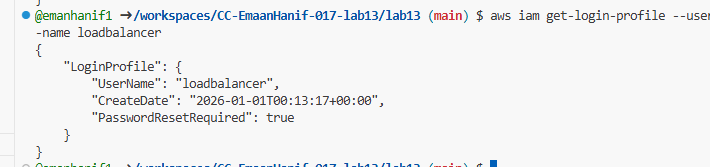 }
@emanhanif1 ➜/workspaces/CC-EmaanHanif-017-lab13/lab13 (main) $ aws iam get-login-profile --user
-name loadbalancer
{
    "LoginProfile": {
        "UserName": "loadbalancer",
        "CreateDate": "2026-01-01T00:13:17+00:00",
        "PasswordResetRequired": true
    }
}
@emanhanif1 ➜/workspaces/CC-EmaanHanif-017-lab13/lab13 (main) $